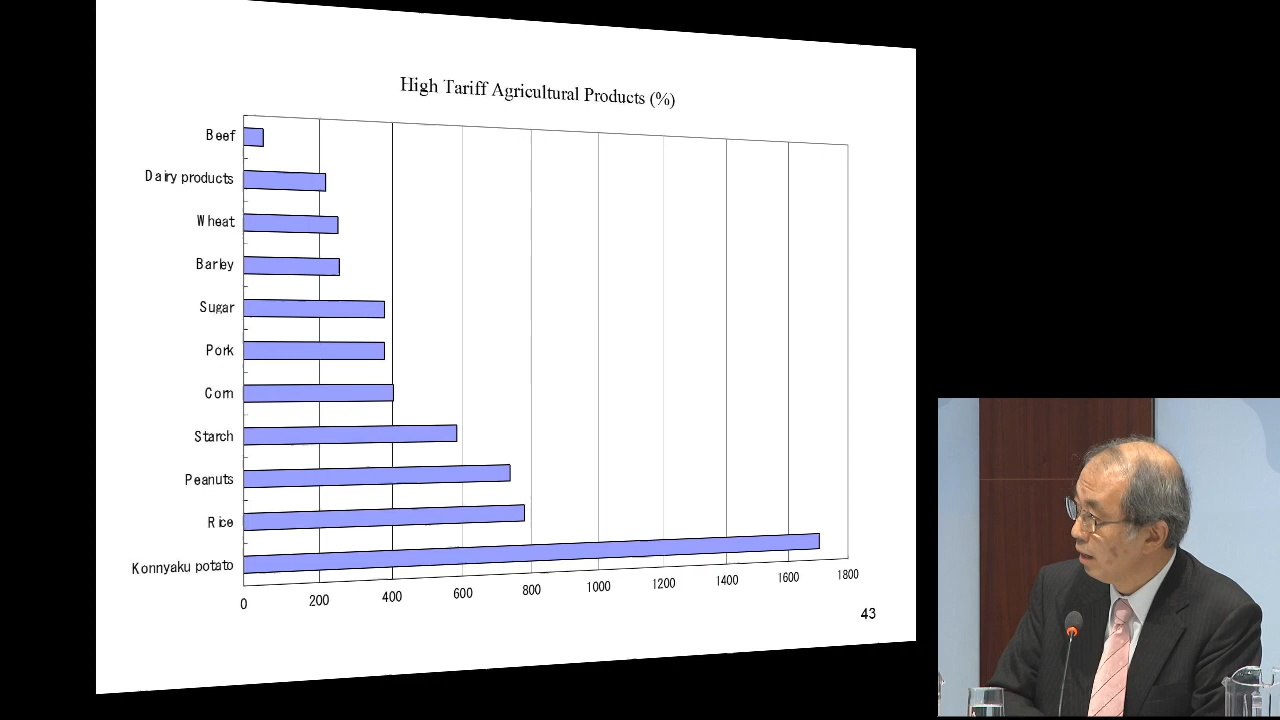 High Tariff Agricultural Products (%)
Beef
Dairy products
Wheat
Barley
Sugar
Pork
Corn
Starch
Peanuts
Rice
Konnyaku potato
0 200 400 600 800 1000 1200 1400 1600 1800
43